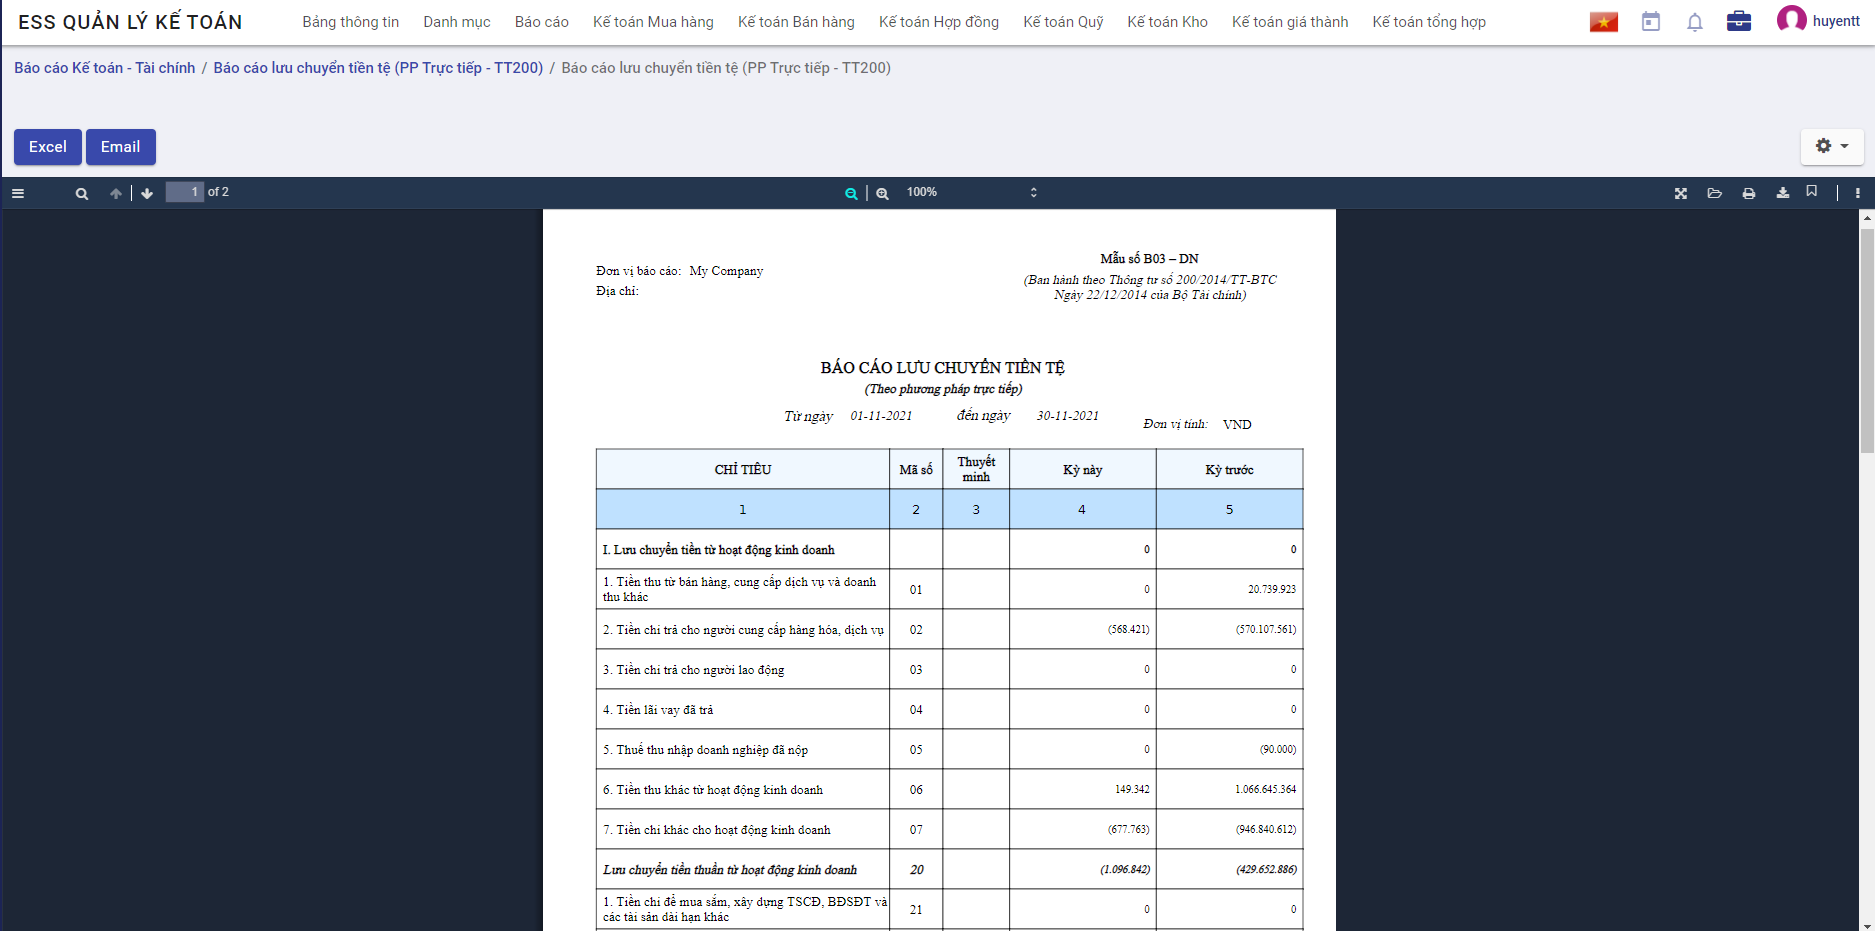 ESS QUẢN LÝ KẾ TOÁN
Bảng thông tin Danh mục Báo cáo Kế toán Mua hàng Kế toán Bán hàng Kế toán Hợp đồng Kế toán Quỹ Kế toán Kho Kế toán giá thành Kế toán tổng hợp huyentt
Báo cáo Kế toán - Tài chính / Báo cáo lưu chuyển tiền tệ (PP Trực tiếp - TT200) / Báo cáo lưu chuyển tiền tệ (PP Trực tiếp - TT200)
Excel Email
1 of 2 100%
Mẫu số B03 – DN
Đơn vị báo cáo: My Company
(Ban hành theo Thông tư số 200/2014/TT-BTC
Địa chỉ:
Ngày 22/12/2014 của Bộ Tài chính)
BÁO CÁO LƯU CHUYỂN TIỀN TỆ
(Theo phương pháp trực tiếp)
Từ ngày 01-11-2021 đến ngày 30-11-2021
Đơn vị tính: VND
CHỈ TIÊU Mã số Thuyết minh Kỳ này Kỳ trước
1 2 3 4 5
I. Lưu chuyển tiền từ hoạt động kinh doanh 0 0
1. Tiền thu từ bán hàng, cung cấp dịch vụ và doanh
thu khác 01 0 20.739.923
2. Tiền chi trả cho người cung cấp hàng hóa, dịch vụ 02 (568.421) (570.107.561)
3. Tiền chi trả cho người lao động 03 0 0
4. Tiền lãi vay đã trả 04 0 0
5. Thuế thu nhập doanh nghiệp đã nộp 05 0 (90.000)
6. Tiền thu khác từ hoạt động kinh doanh 06 149.342 1.066.645.364
7. Tiền chi khác cho hoạt động kinh doanh 07 (677.763) (946.840.612)
Lưu chuyển tiền thuần từ hoạt động kinh doanh 20 (1.096.842) (429.652.886)
1. Tiền chi để mua sắm, xây dựng TSCĐ, BĐSĐT và
các tài sản dài hạn khác 21 0 0